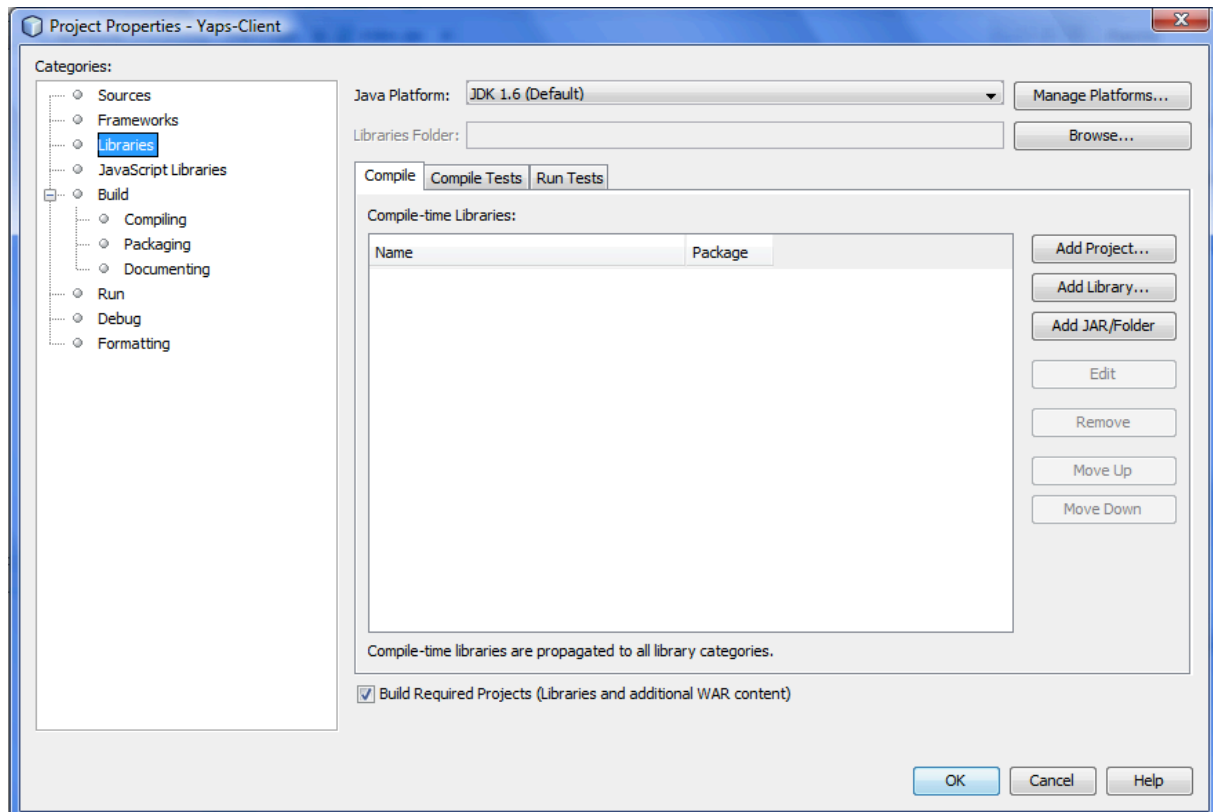 Project Properties - Yaps-Client
Categories:
Sources
Frameworks
Libraries
JavaScript Libraries
Build
Compiling
Packaging
Documenting
Run
Debug
Formatting
Java Platform: JDK 1.6 (Default) Manage Platforms...
Libraries Folder: Browse...
Compile Compile Tests Run Tests
Compile-time Libraries:
Name Package
Add Project...
Add Library...
Add JAR/Folder
Edit
Remove
Move Up
Move Down
Compile-time libraries are propagated to all library categories.
Build Required Projects (Libraries and additional WAR content)
OK Cancel Help